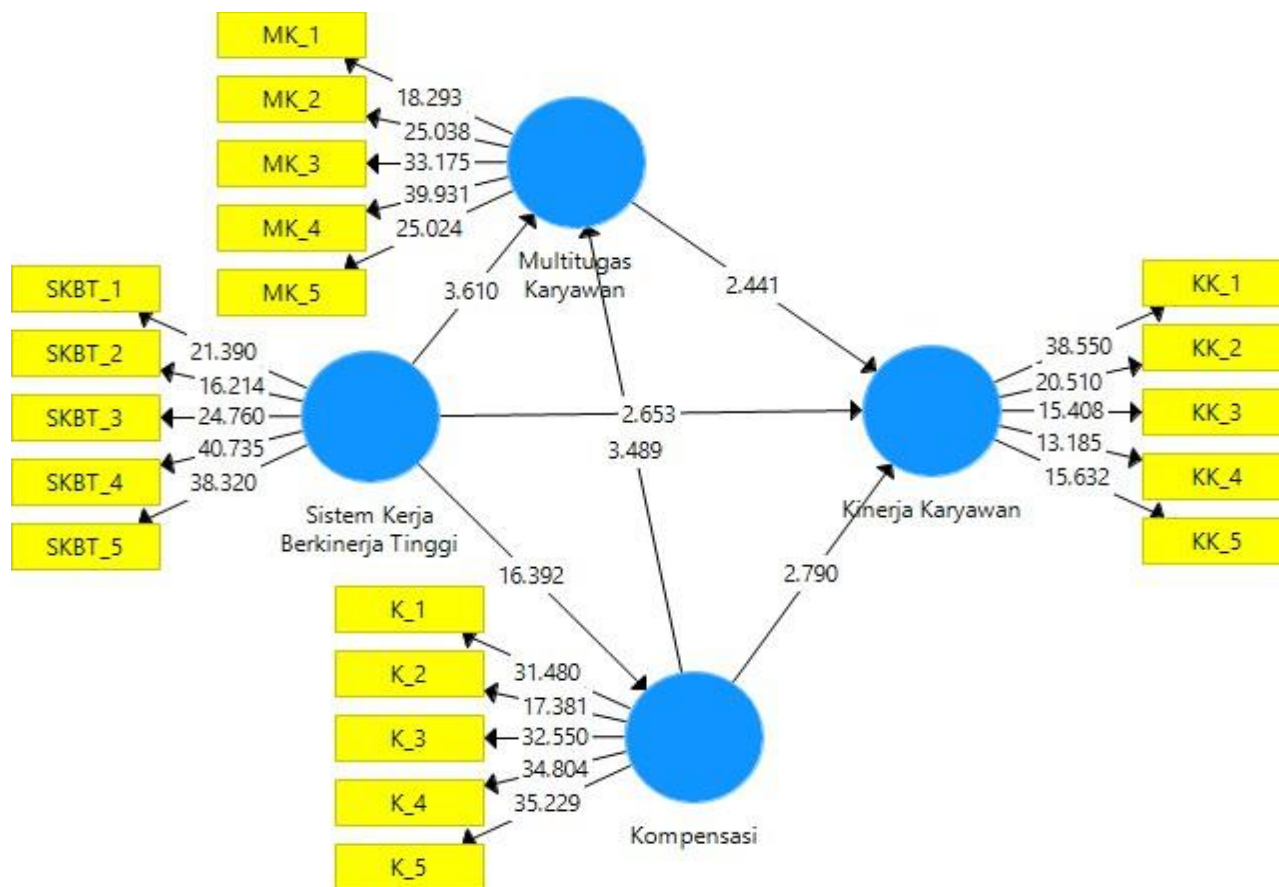 MK_1
MK_2
MK_3
MK_4
MK_5
18.293
25.038
33.175
39.931
25.024
Multitugas
Karyawan
3.610
2.441
SKBT_1
SKBT_2
SKBT_3
SKBT_4
SKBT_5
21.390
16.214
24.760
40.735
38.320
Sistem Kerja
Berkinerja Tinggi
2.653
3.489
16.392
2.790
KK_1
KK_2
KK_3
KK_4
KK_5
38.550
20.510
15.408
13.185
15.632
Kinerja Karyawan
K_1
K_2
K_3
K_4
K_5
31.480
17.381
32.550
34.804
35.229
Kompensasi